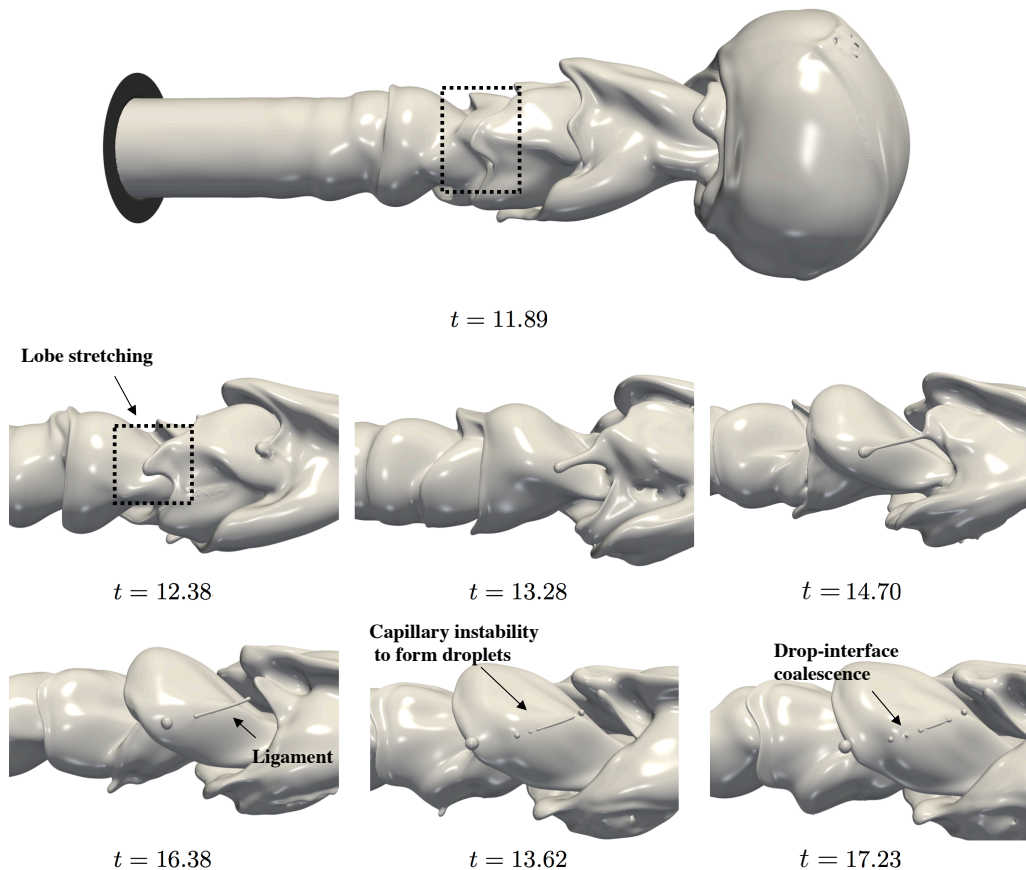 t = 11.89
Lobe stretching
t = 12.38
t = 13.28
t = 14.70
Capillary instability
to form droplets
Drop-interface
coalescence
Ligament
t = 16.38
t = 13.62
t = 17.23